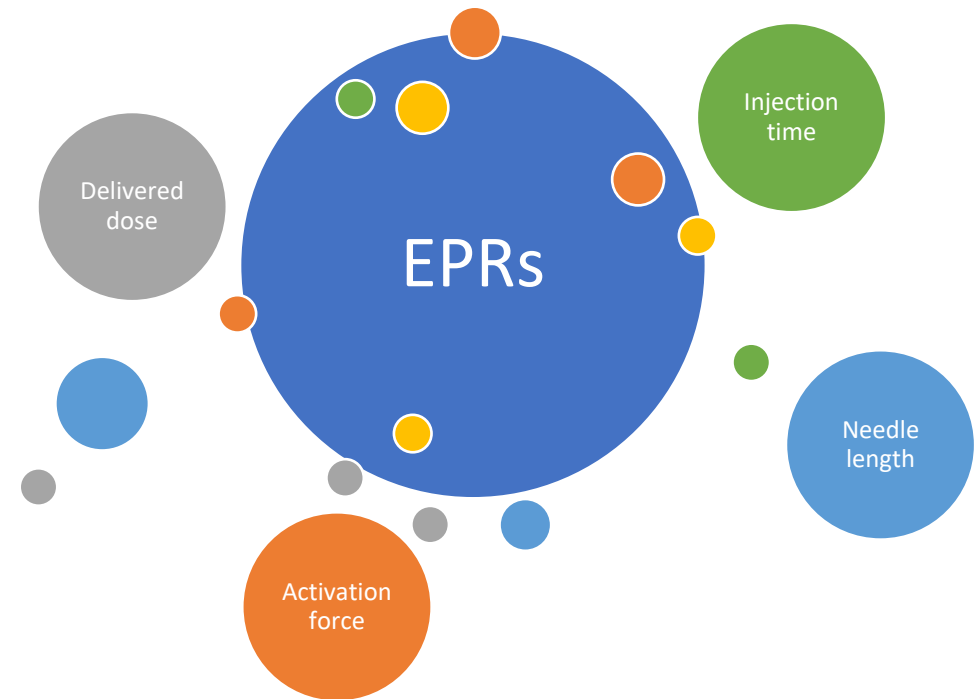 Injection
time
Delivered
dose
EPRs
Needle
length
Activation
force